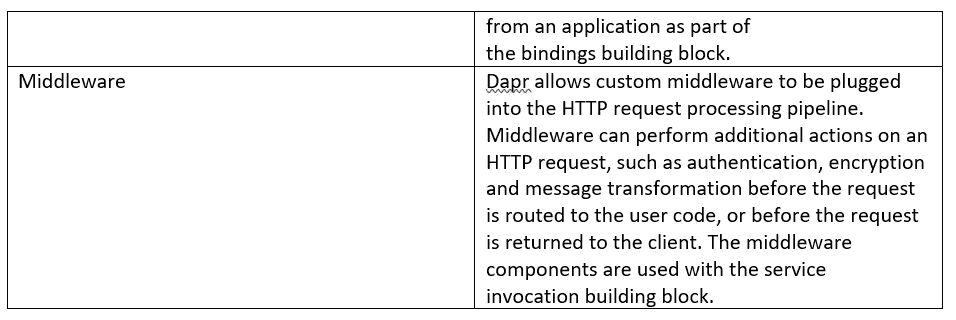 from an application as part of
the bindings building block.
Middleware
Dapr allows custom middleware to be plugged
into the HTTP request processing pipeline.
Middleware can perform additional actions on an
HTTP request, such as authentication, encryption
and message transformation before the request
is routed to the user code, or before the request
is returned to the client. The middleware
components are used with the service
invocation building block.